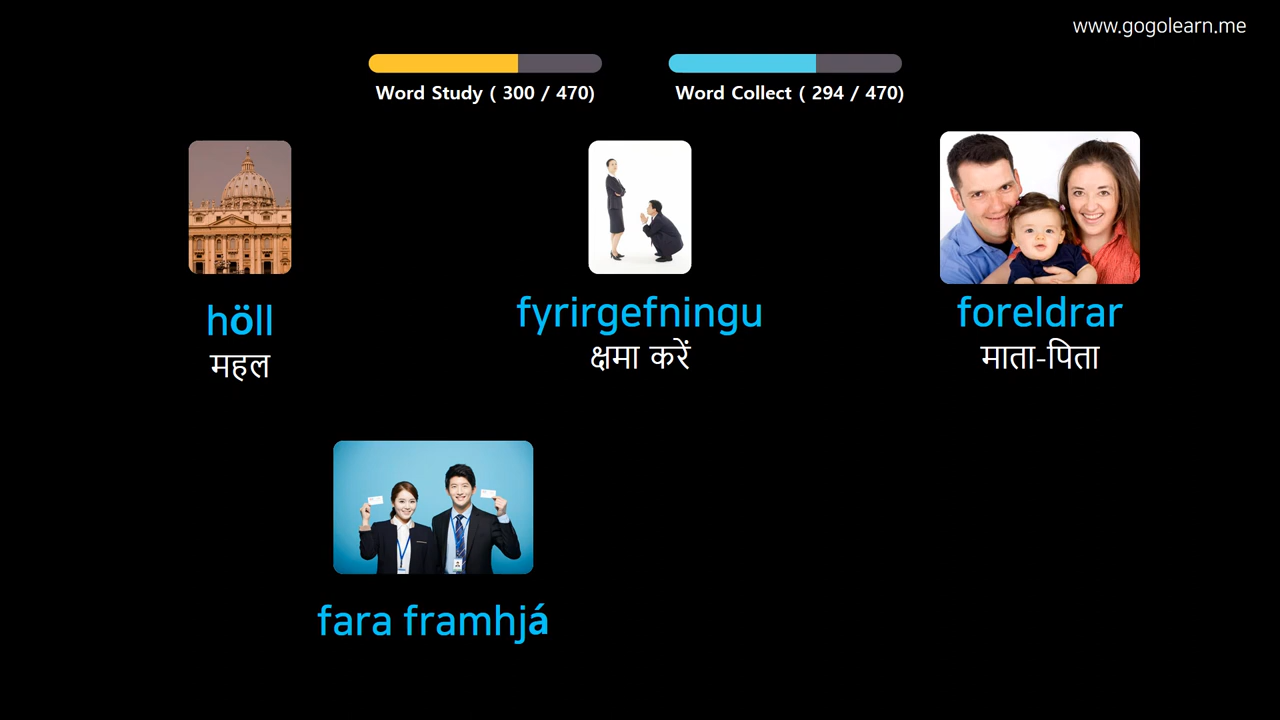 www.gogolearn.me
Word Study ( 300 / 470)
Word Collect ( 294 / 470)
höll
महल
fyrirgefningu
क्षमा करें
foreldrar
माता-पिता
fara framhjá